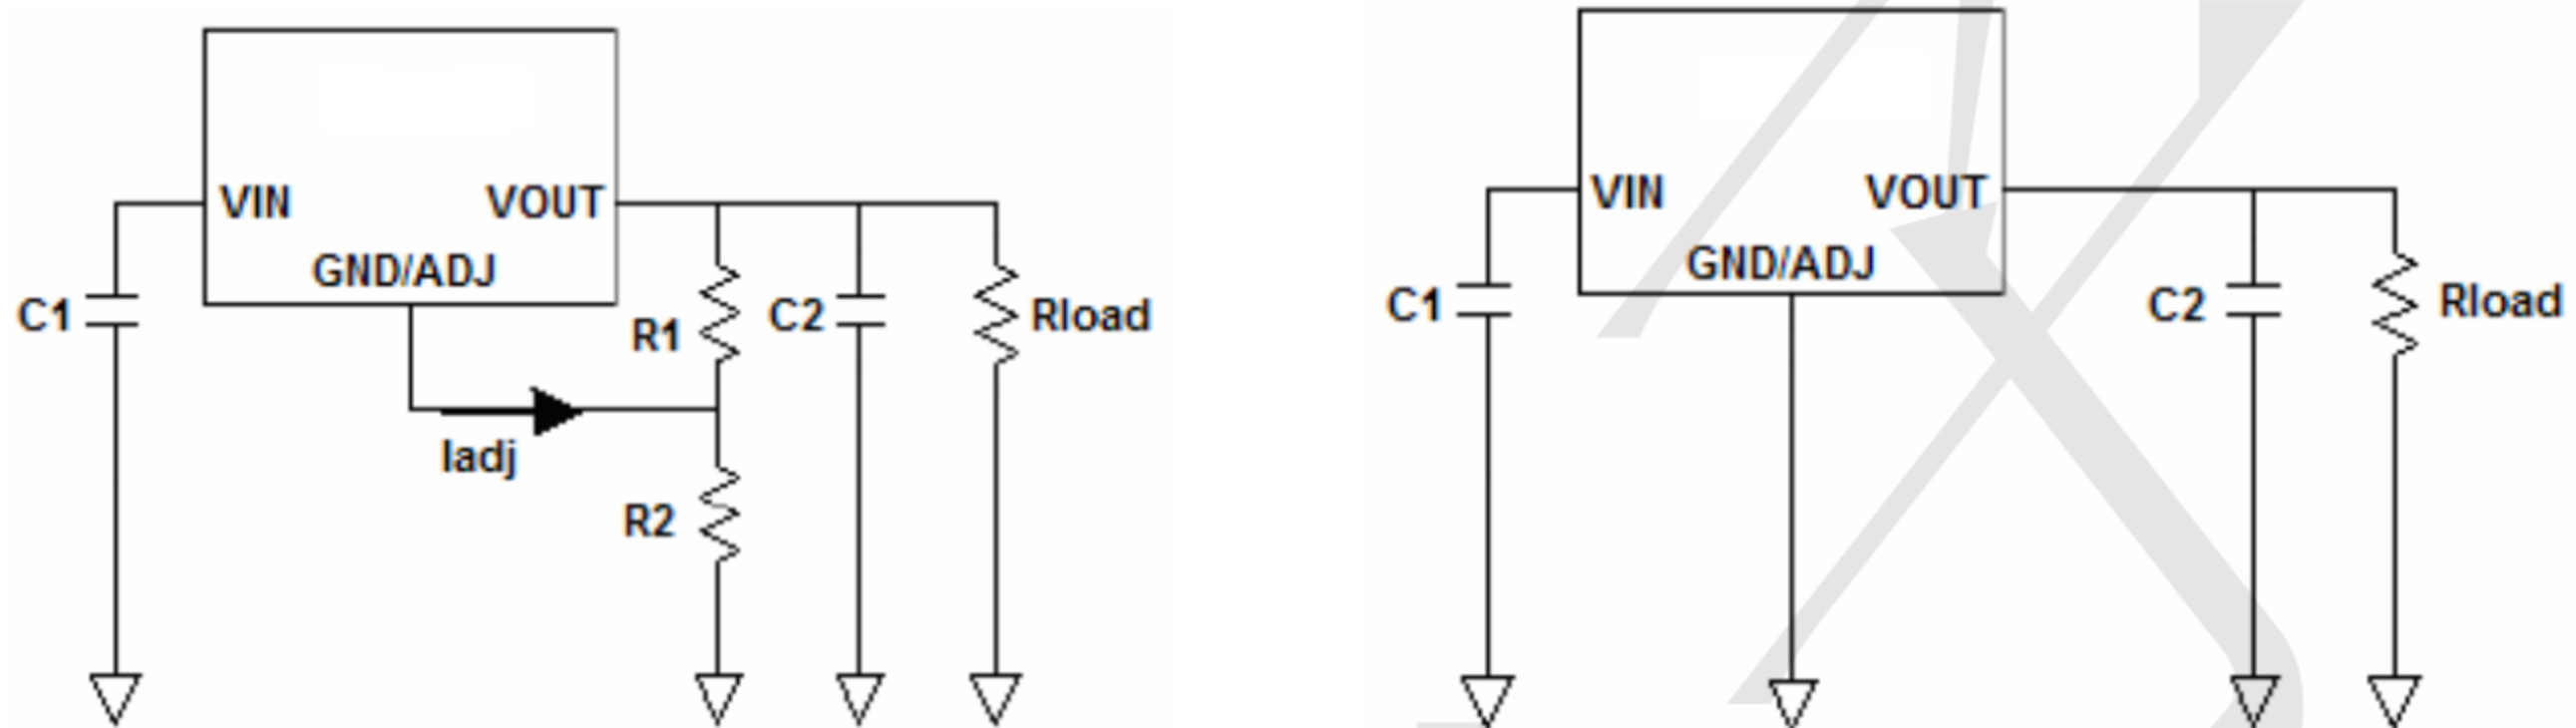 VIN VOUT
GND/ADJ
C1 R1 C2 Rload
Iadj
R2
VIN VOUT
GND/ADJ
C1 C2 Rload